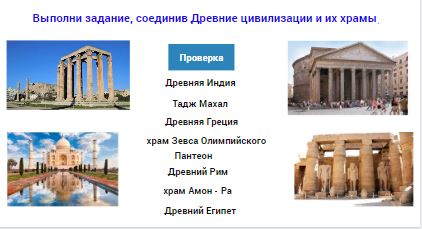 Выполни задание, соединив Древние цивилизации и их храмы.
Проверка
Древняя Индия
Тадж Махал
Древняя Греция
храм Зевса Олимпийского
Пантеон
Древний Рим
храм Амон - Ра
Древний Египет